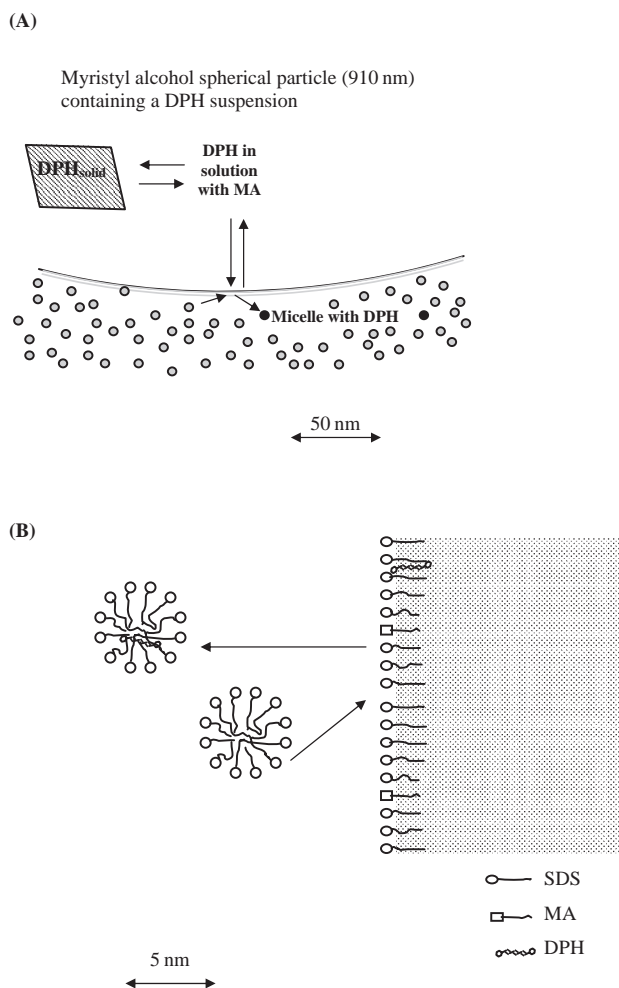 (A)
Myristyl alcohol spherical particle (910 nm)
containing a DPH suspension
DPHsolid
DPH in
solution
with MA
Micelle with DPH
50 nm
(B)
SDS
MA
DPH
5 nm